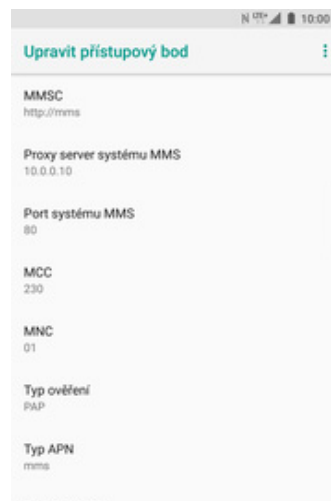 10:00
Upravit přístupový bod
MMSC
http://mms
Proxy server systému MMS
10.0.0.10
Port systému MMS
80
MCC
230
MNC
01
Typ ověření
PAP
Typ APN
mms